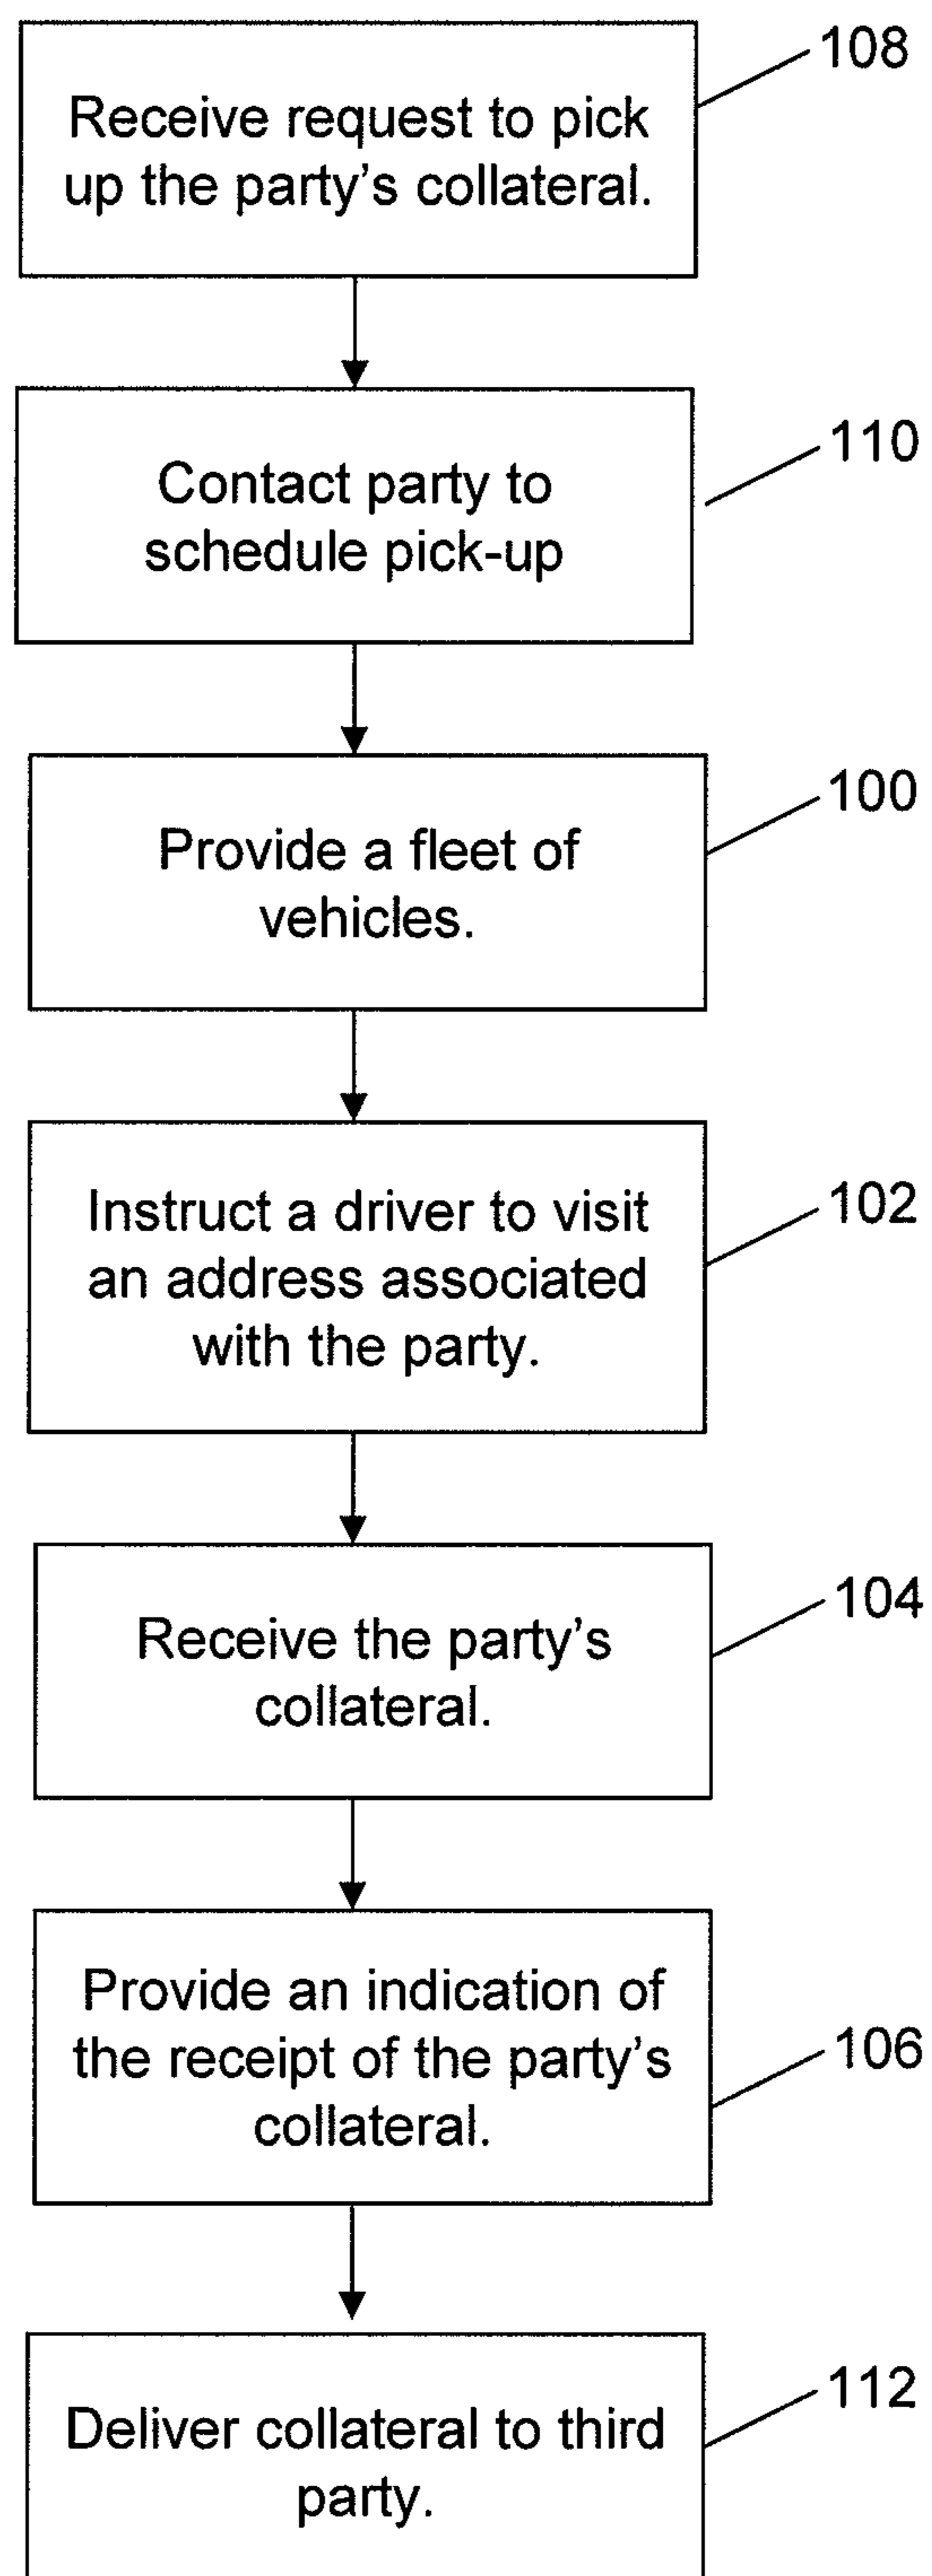 108
Receive request to pick
up the party’s collateral.
110
Contact party to
schedule pick-up
100
Provide a fleet of
vehicles.
102
Instruct a driver to visit
an address associated
with the party.
104
Receive the party’s
collateral.
106
Provide an indication of
the receipt of the party’s
collateral.
112
Deliver collateral to third
party.